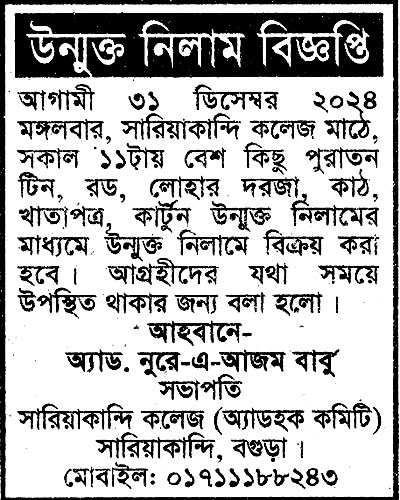 উন্মুক্ত নিলাম বিজ্ঞপ্তি
আগামী ৩১ ডিসেম্বর ২০২৪
মঙ্গলবার, সারিয়াকান্দি কলেজ মাঠে,
সকাল ১১টায় বেশ কিছু পুরাতন
টিন, রড, লোহার দরজা, কাঠ,
খাতাপত্র, কার্টুন উন্মুক্ত নিলামের
মাধ্যমে উন্মুক্ত নিলামে বিক্রয় করা
হবে। আগ্রহীদের যথা সময়ে
উপস্থিত থাকার জন্য বলা হলো।
আহবানে-
অ্যাড. নুরে-এ-আজম বাবু
সভাপতি
সারিয়াকান্দি কলেজ (অ্যাডহক কমিটি)
সারিয়াকান্দি, বগুড়া।
মোবাইল: ০১৭১১১৮৮২৪৩